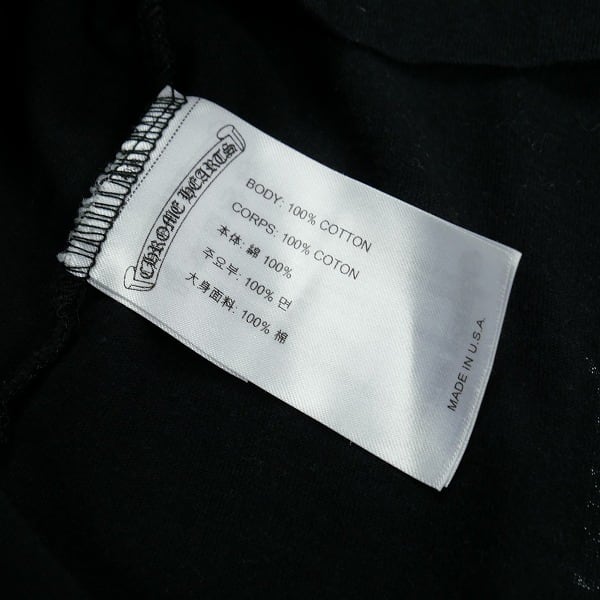 CHROME HEARTS
BODY: 100% COTTON
CORPS: 100% COTON
本体: 綿 100%
주요부: 100% 면
大身面料: 100% 棉
MADE IN U.S.A.